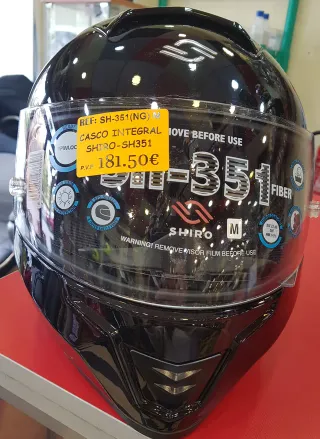 REF: SH-351(NG) M
CASCO INTEGRAL
SHIRO-SH351
P.V.P. 181.50€
MOVE BEFORE USE
SH-351
FIBER
SHIRO
M
WARNING! REMOVE VISOR FILM BEFORE USE